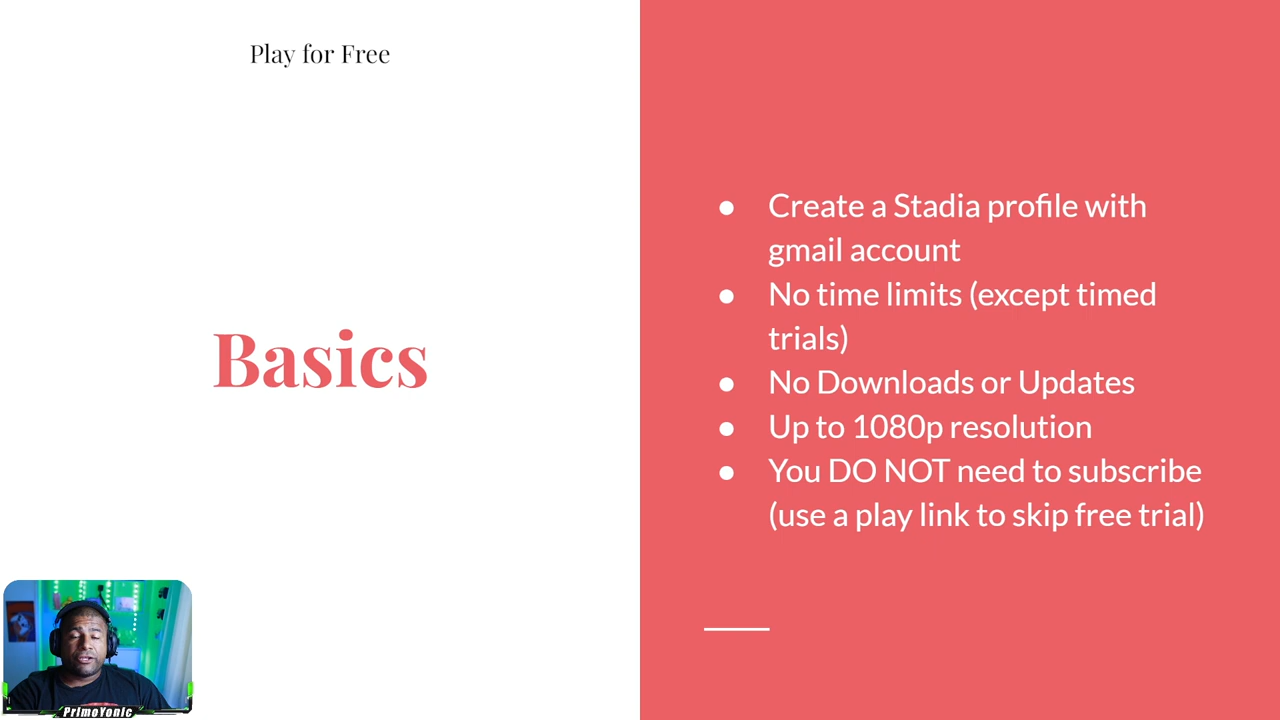 Play for Free
Basics
● Create a Stadia profile with
gmail account
● No time limits (except timed
trials)
● No Downloads or Updates
● Up to 1080p resolution
● You DO NOT need to subscribe
(use a play link to skip free trial)
PrimoYonic